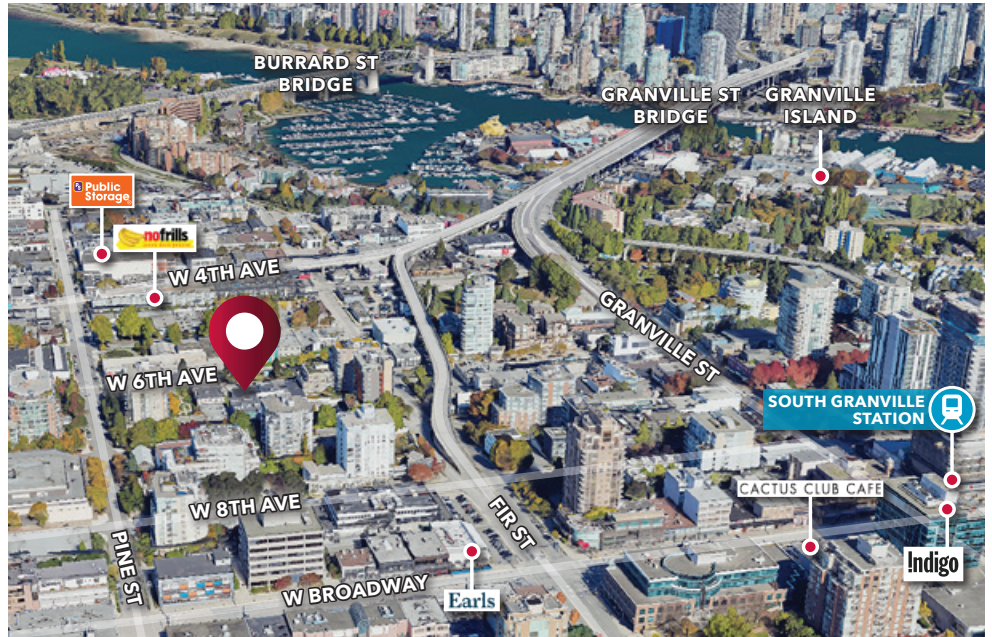 BURRARD ST
BRIDGE
GRANVILLE ST
BRIDGE
GRANVILLE
ISLAND
Public
Storage
nofrills
W 4TH AVE
GRANVILLE ST
W 6TH AVE
SOUTH GRANVILLE
STATION
CACTUS CLUB CAFE
W 8TH AVE
FIR ST
PINE ST
!ndigo
W BROADWAY
Earls